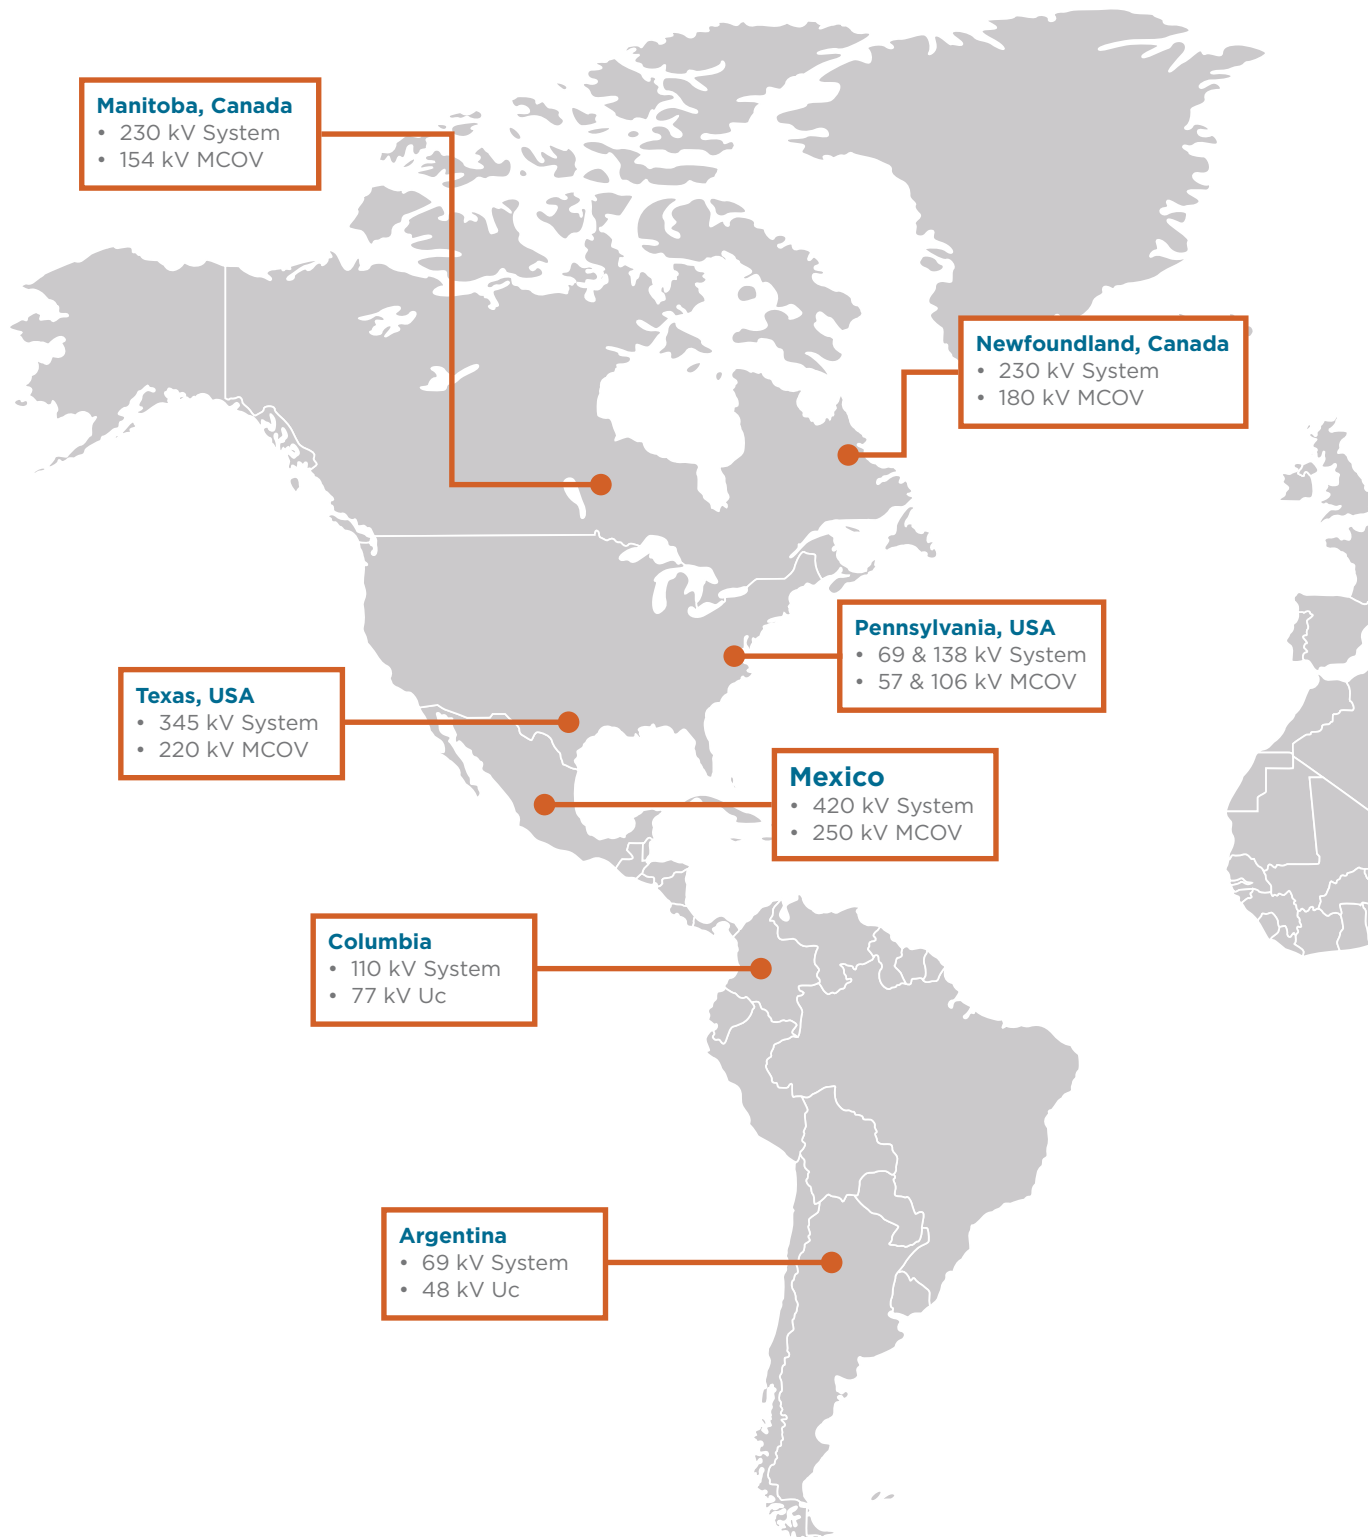 Manitoba, Canada
• 230 kV System
• 154 kV MCOV
Newfoundland, Canada
• 230 kV System
• 180 kV MCOV
Pennsylvania, USA
• 69 & 138 kV System
• 57 & 106 kV MCOV
Texas, USA
• 345 kV System
• 220 kV MCOV
Mexico
• 420 kV System
• 250 kV MCOV
Columbia
• 110 kV System
• 77 kV Uc
Argentina
• 69 kV System
• 48 kV Uc